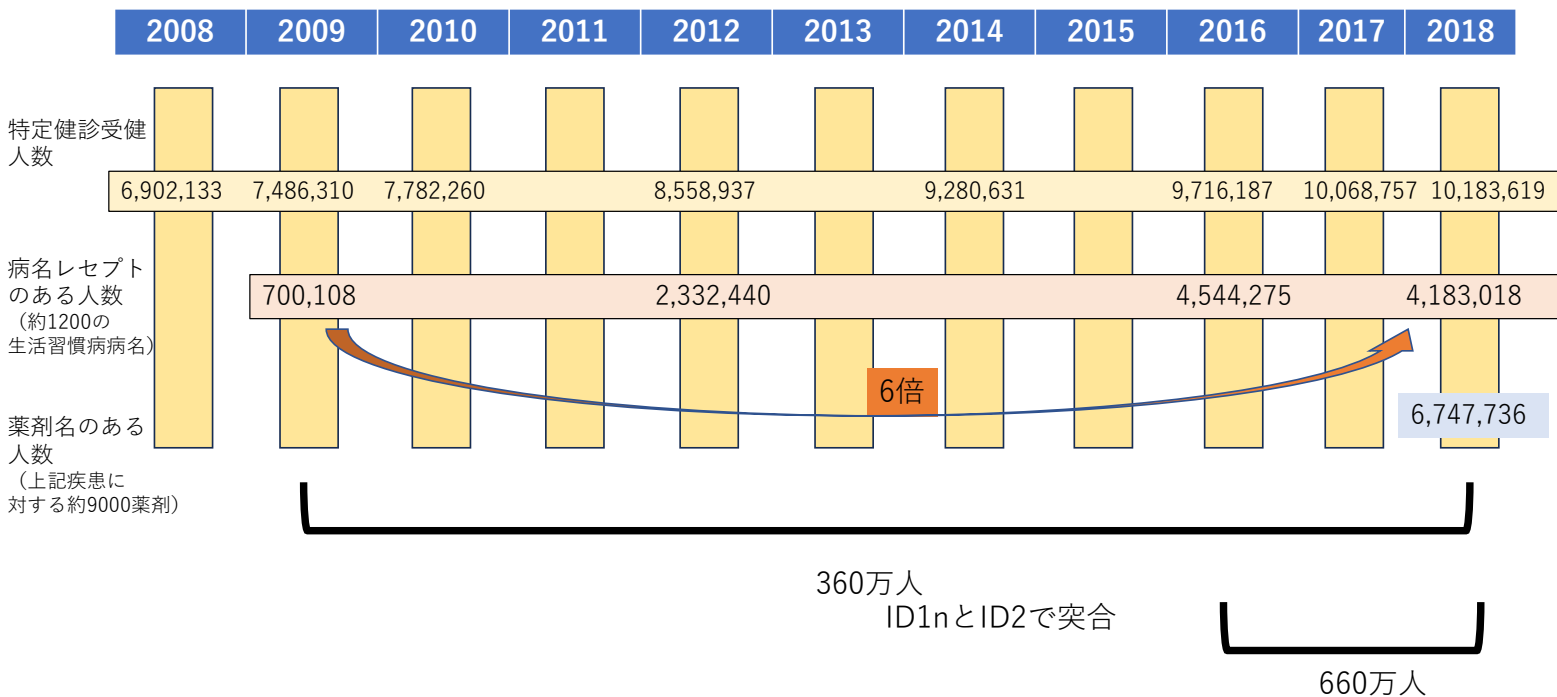 2008 2009 2010 2011 2012 2013 2014 2015 2016 2017 2018
特定健診受健
人数
6,902,133 7,486,310 7,782,260 8,558,937 9,280,631 9,716,187 10,068,757 10,183,619
病名レセプト
のある人数
（約1200の
生活習慣病病名）
700,108 2,332,440 4,544,275 4,183,018
6倍
薬剤名のある
人数
（上記疾患に
対する約9000薬剤）
6,747,736
360万人
ID1nとID2で突合
660万人